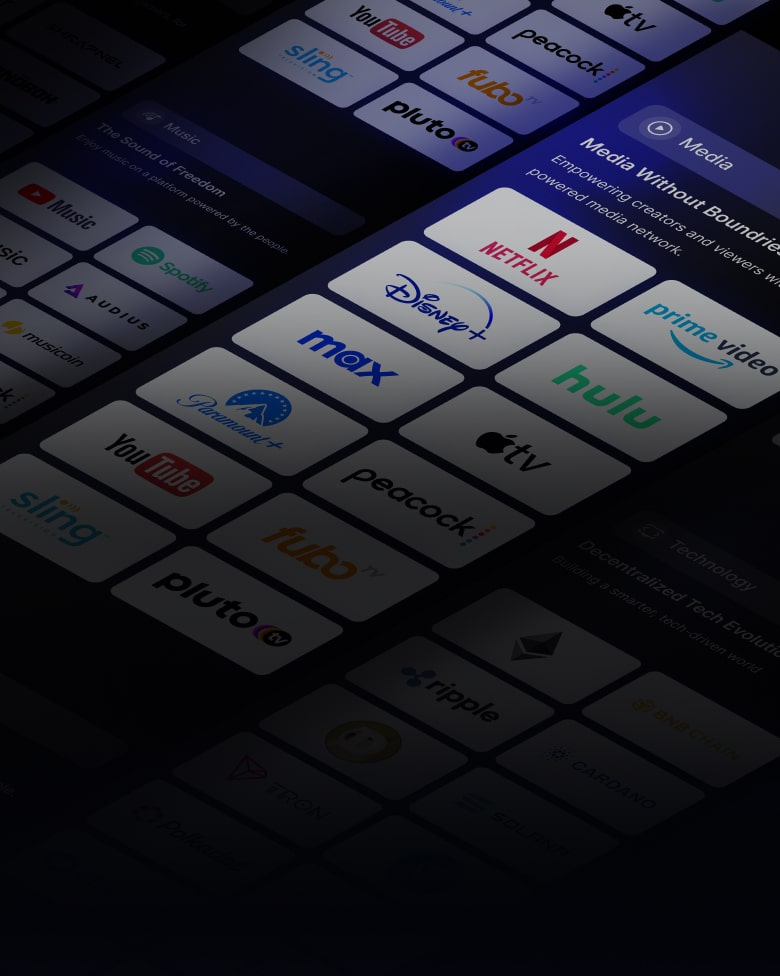 YouTube
sling
TELEVISION
peacock
tv
fubo TV
pluto tv
Music
The Sound of Freedom
Enjoy music on a platform powered by the people.
Music
Spotify
AUDIUS
musicoin
Media
Media Without Boundries
Empowering creators and viewers
powered media network.
NETFLIX
prime video
Disney+
hulu
max
tv
Paramount+
peacock
YouTube
fubo TV
sling
TELEVISION
pluto tv
Technology
Decentralized Tech Evolution
Building a smarter, tech-driven world
ripple
BNB CHAIN
CARDANO
TRON
SOLANA
Polkadot